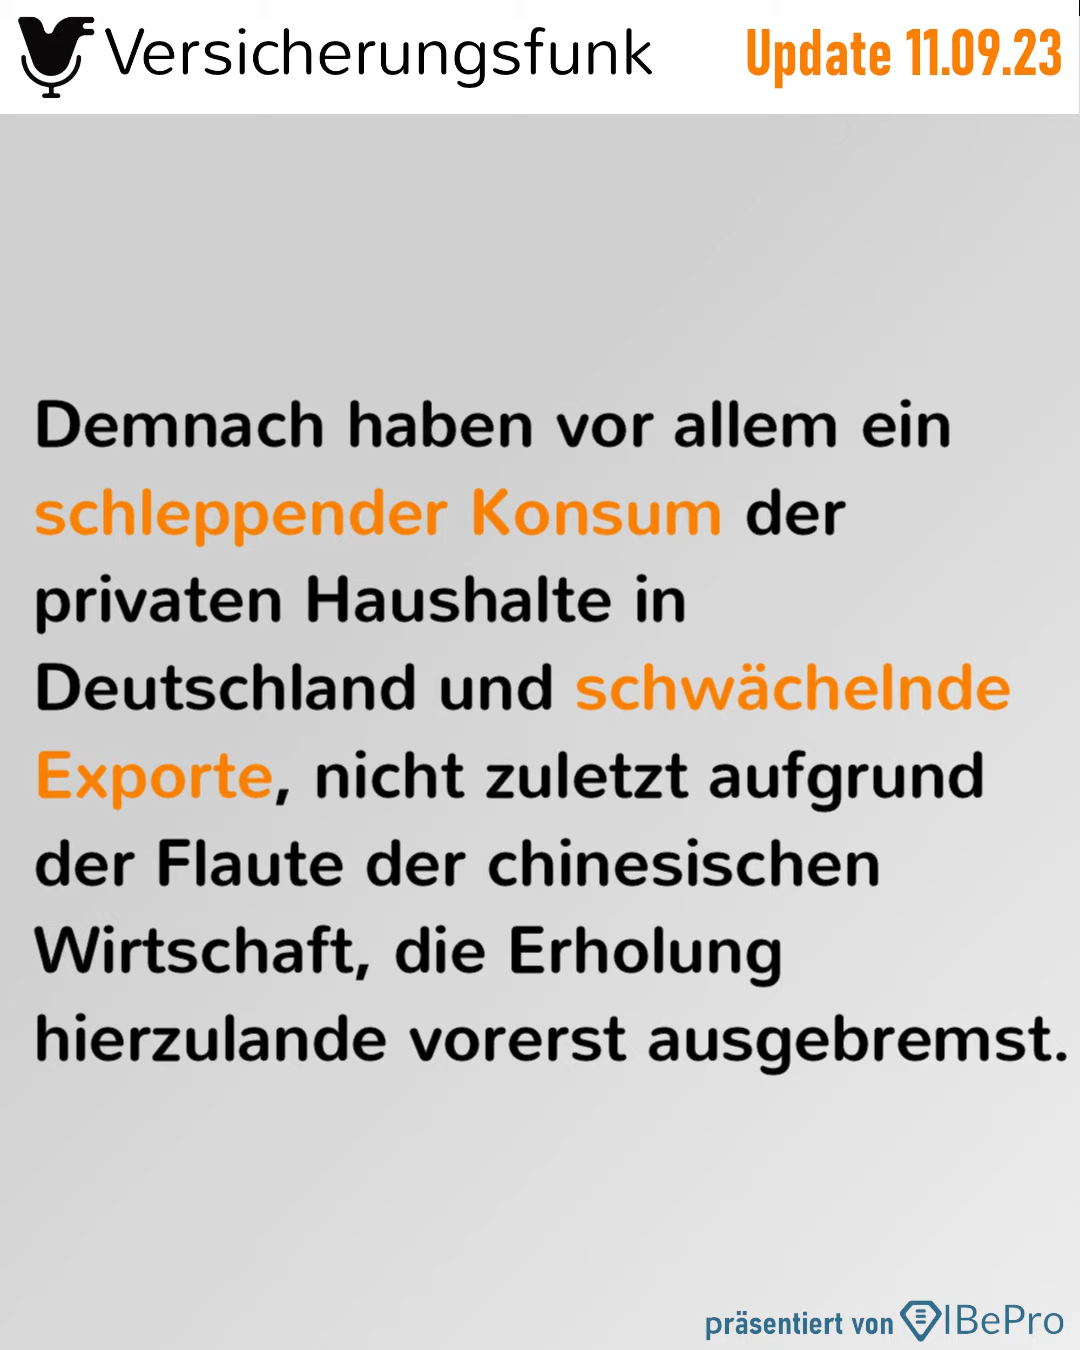 Versicherungsfunk
Update 11.09.23
Demnach haben vor allem ein
schleppender Konsum der
privaten Haushalte in
Deutschland und schwächelnde
Exporte, nicht zuletzt aufgrund
der Flaute der chinesischen
Wirtschaft, die Erholung
hierzulande vorerst ausgebremst.
präsentiert von IBePro